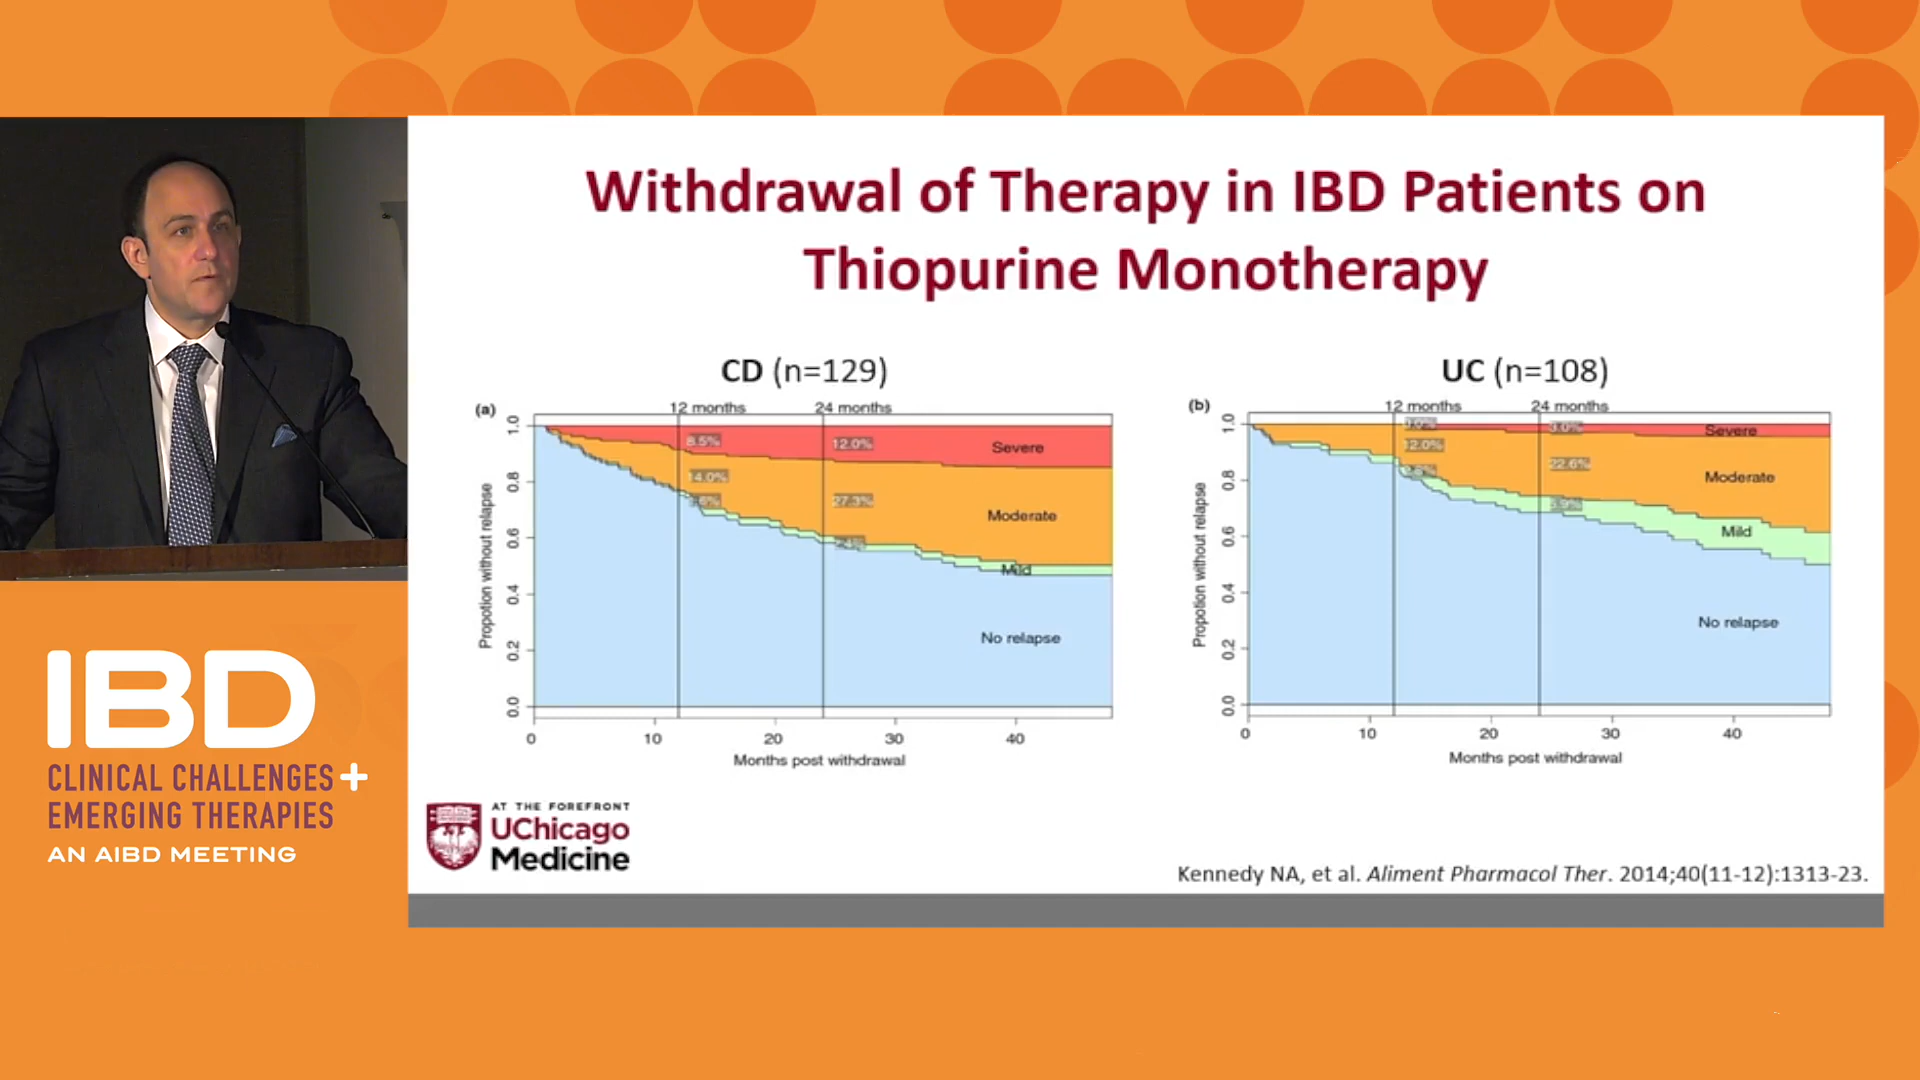 Withdrawal of Therapy in IBD Patients on
Thiopurine Monotherapy
CD (n=129)
(a)
12 months
24 months
8.5%
12.0%
Severe
14.0%
27.3%
Moderate
Mild
No relapse
Propotion without relapse
1.0
0.8
0.6
0.4
0.2
0.0
0
10
20
30
40
Months post withdrawal
UC (n=108)
(b)
12 months
24 months
3.0%
Severe
12.0%
22.6%
Moderate
Mild
No relapse
Propotion without relapse
1.0
0.8
0.6
0.4
0.2
0.0
0
10
20
30
40
Months post withdrawal
AT THE FOREFRONT
UChicago
Medicine
Kennedy NA, et al. Aliment Pharmacol Ther. 2014;40(11-12):1313-23.
IBD
CLINICAL CHALLENGES +
EMERGING THERAPIES
AN AIBD MEETING